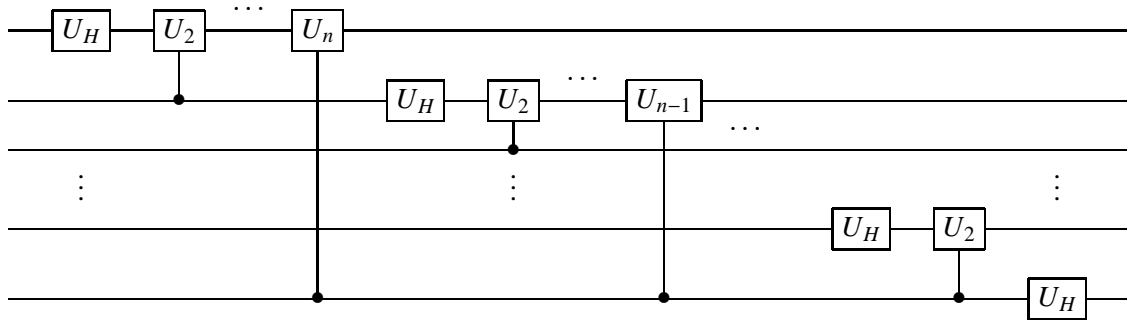 U_H U_2 ⋯ U_n
U_H U_2 ⋯ U_{n−1} ⋯
⋮ ⋮ ⋮
U_H U_2
U_H